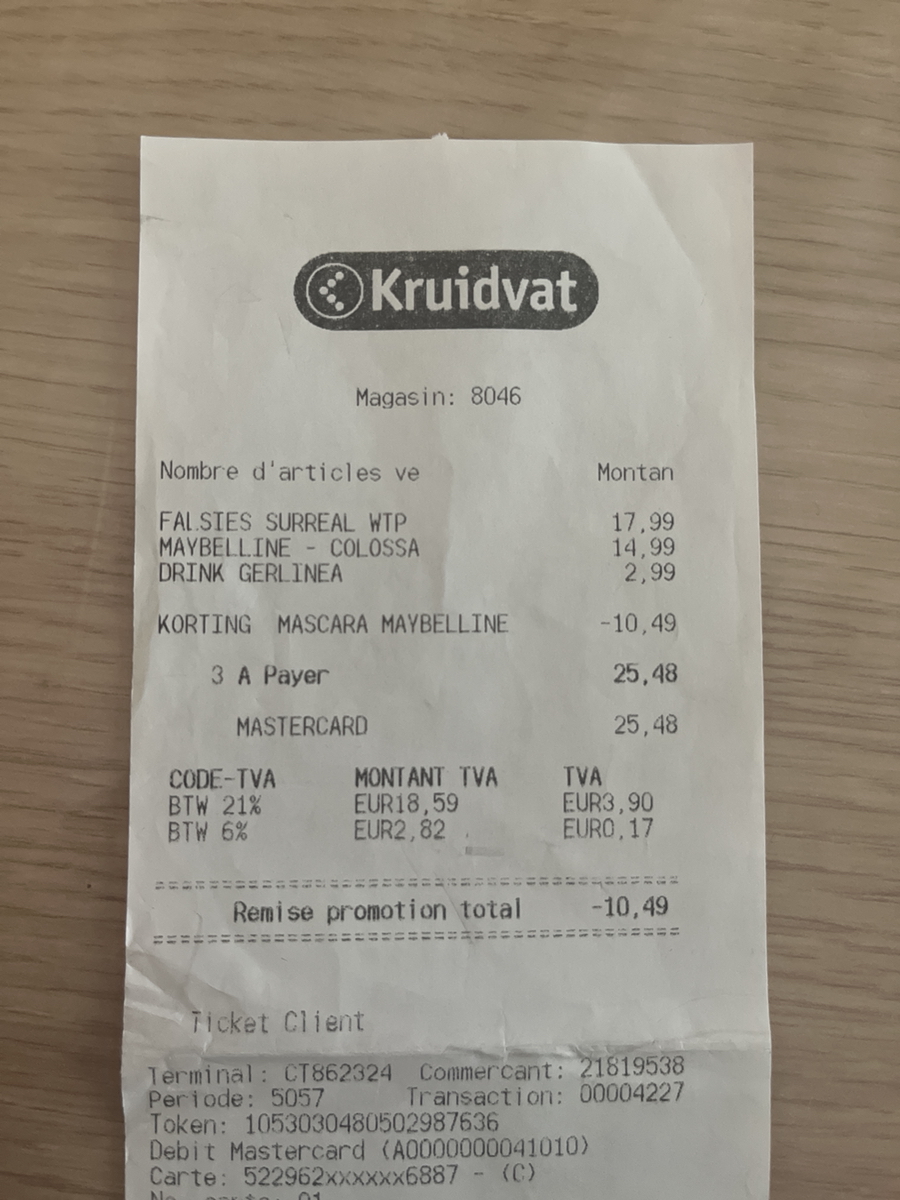 Kruidvat
Magasin: 8046
Nombre d'articles ve Montan
FALSIES SURREAL WTP 17,99
MAYBELLINE - COLOSSA 14,99
DRINK GERLINEA 2,99
KORTING MASCARA MAYBELLINE -10,49
3 A Payer 25,48
MASTERCARD 25,48
CODE-TVA MONTANT TVA TVA
BTW 21% EUR18,59 EUR3,90
BTW 6% EUR2,82 EUR0,17
Remise promotion total -10,49
Ticket Client
Terminal: CT862324 Commercant: 21819538
Periode: 5057 Transaction: 00004227
Token: 1053030480502987636
Debit Mastercard (A0000000041010)
Carte: 522962xxxxxx6887 - (C)